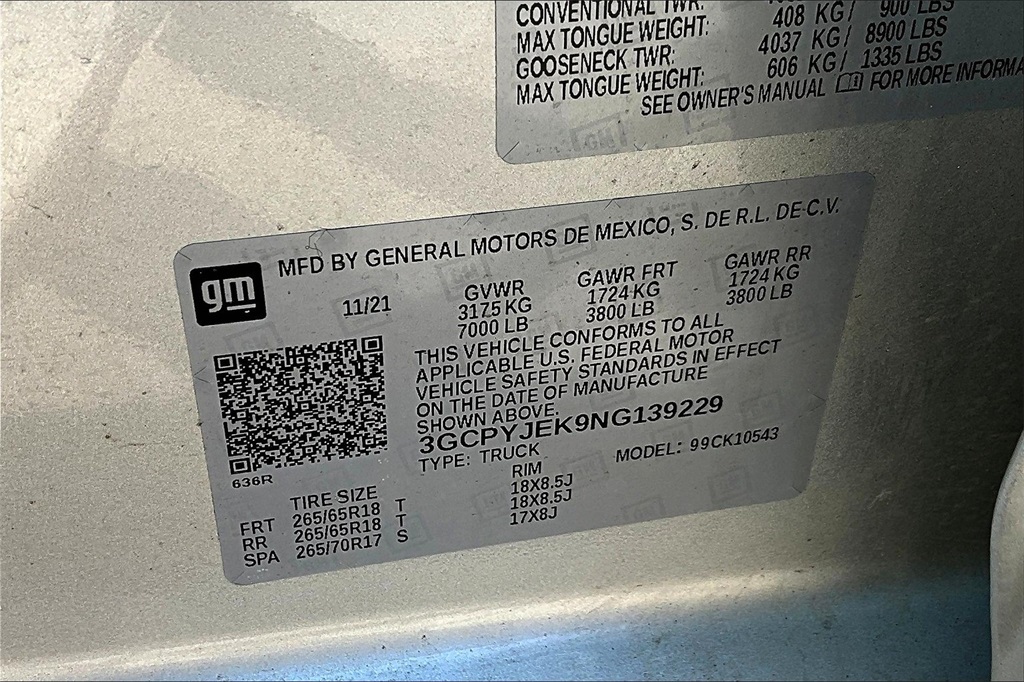 CONVENTIONAL TWR:
MAX TONGUE WEIGHT: 408 KG/ 900 LBS
GOOSENECK TWR: 4037 KG/ 8900 LBS
MAX TONGUE WEIGHT: 606 KG/ 1335 LBS
SEE OWNER'S MANUAL FOR MORE INFORMA
gm
MFD BY GENERAL MOTORS DE MEXICO, S. DE R.L. DE C.V.
11/21 GVWR GAWR FRT GAWR RR
3175 KG 1724 KG 1724 KG
7000 LB 3800 LB 3800 LB
THIS VEHICLE CONFORMS TO ALL
APPLICABLE U.S. FEDERAL MOTOR
VEHICLE SAFETY STANDARDS IN EFFECT
ON THE DATE OF MANUFACTURE
SHOWN ABOVE.
3GCPYJEK9NG139229
TYPE: TRUCK MODEL: 99CK10543
636R
TIRE SIZE RIM
FRT 265/65R18 T 18X8.5J
RR 265/65R18 T 18X8.5J
SPA 265/70R17 S 17X8J